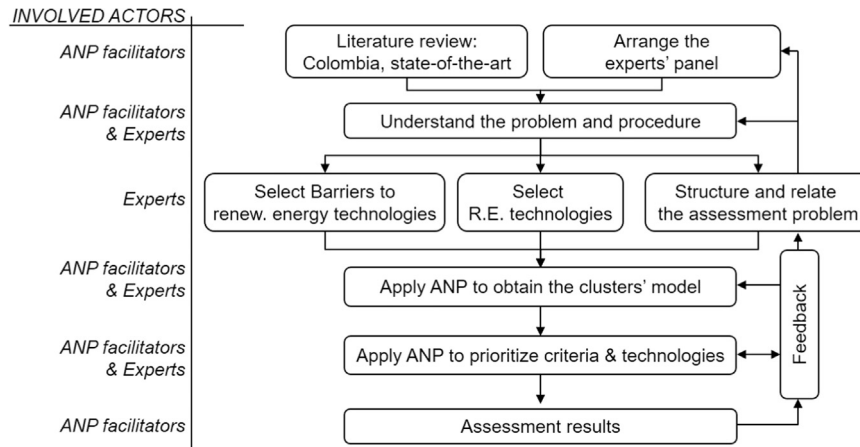 INVOLVED ACTORS
ANP facilitators
Literature review:
Colombia, state-of-the-art
Arrange the
experts' panel
ANP facilitators
& Experts
Understand the problem and procedure
Experts
Select Barriers to
renew. energy technologies
Select
R.E. technologies
Structure and relate
the assessment problem
ANP facilitators
& Experts
Apply ANP to obtain the clusters' model
Feedback
ANP facilitators
& Experts
Apply ANP to prioritize criteria & technologies
ANP facilitators
Assessment results